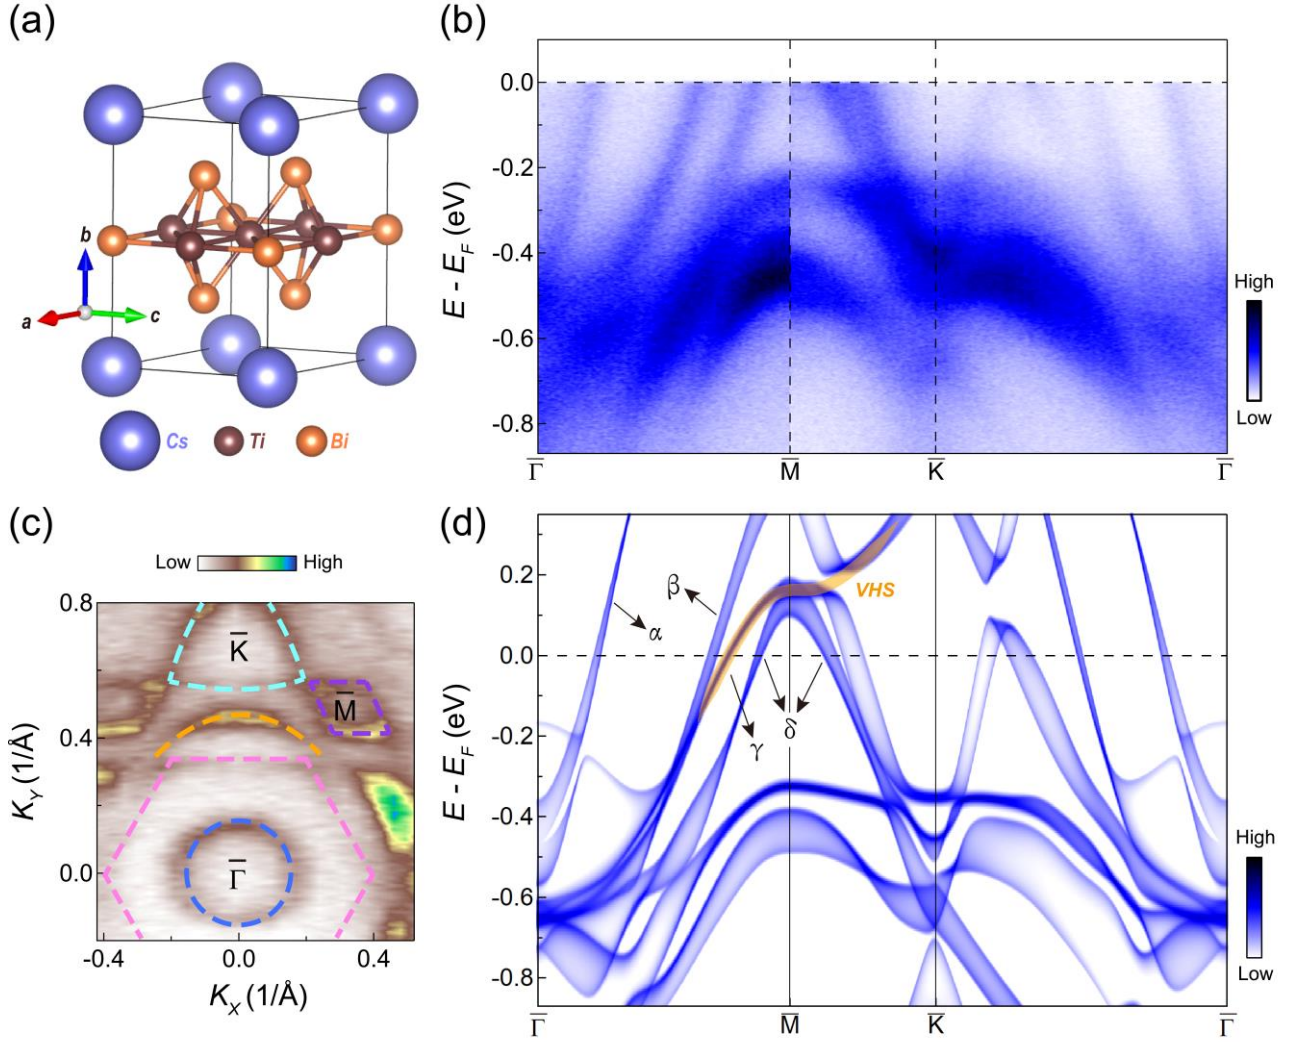 (a)
b
a
c
Cs
Ti
Bi
(b)
E - E_F (eV)
0.0
-0.2
-0.4
-0.6
-0.8
Γ̅
M̅
K̅
Γ̅
High
Low
(c)
Low
High
K_Y (1/Å)
0.8
0.4
0.0
K̅
M̅
Γ̅
-0.4
0.0
0.4
K_X (1/Å)
(d)
E - E_F (eV)
0.2
0.0
-0.2
-0.4
-0.6
-0.8
β
α
VHS
γ
δ
Γ̅
M̅
K̅
Γ̅
High
Low